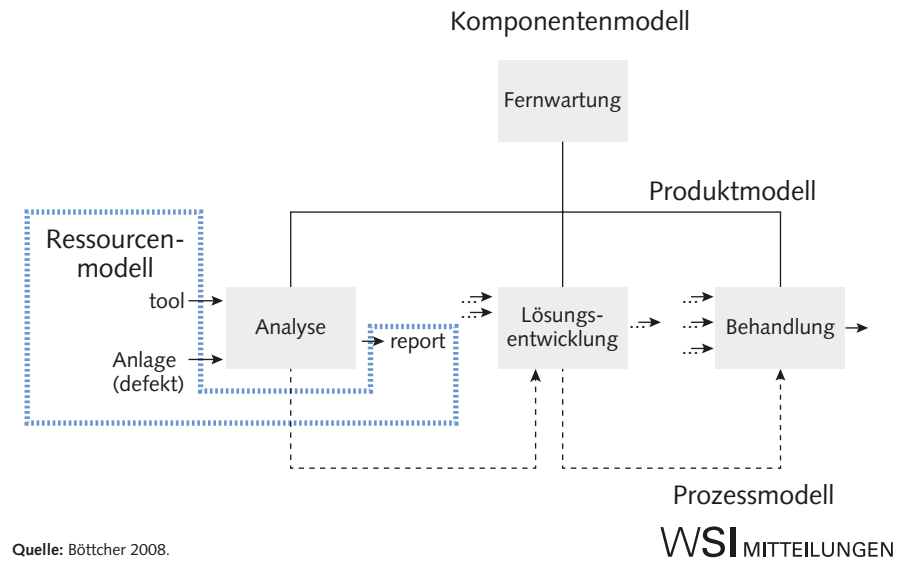 Komponentenmodell
Fernwartung
Produktmodell
Ressourcen-
modell
tool
Anlage
(defekt)
Analyse
report
...
...
Lösungs-
entwicklung
...
...
...
...
Behandlung
Prozessmodell
Quelle: Böttcher 2008.
WSI MITTEILUNGEN